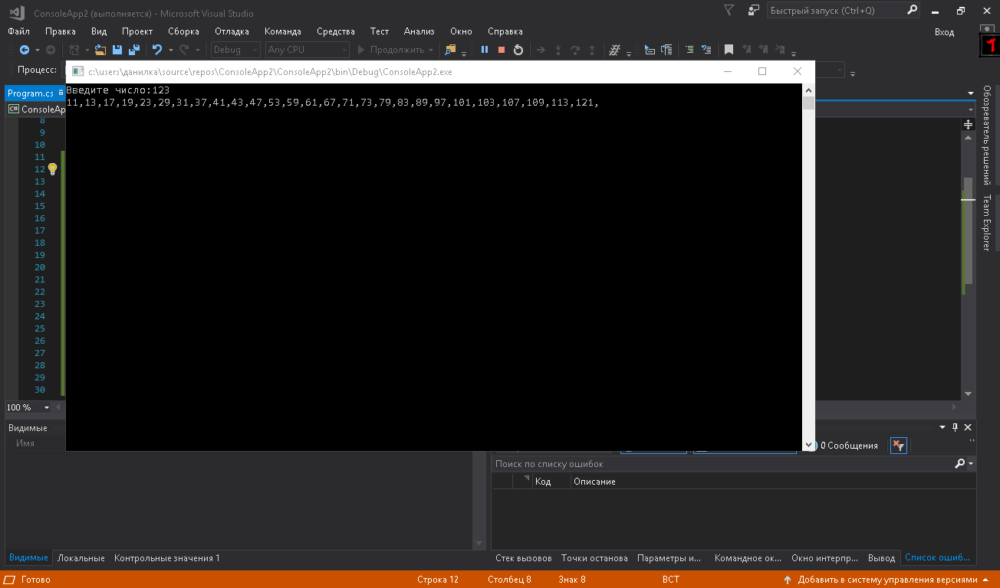 ConsoleApp2 (выполняется) - Microsoft Visual Studio
Быстрый запуск (Ctrl+Q)
Файл Правка Вид Проект Сборка Отладка Команда Средства Тест Анализ Окно Справка
Вход
Debug Any CPU Продолжить
Процесс:
c:\users\данилка\source\repos\ConsoleApp2\ConsoleApp2\bin\Debug\ConsoleApp2.exe
Program.cs
C# ConsoleAp
Введите число:123
11,13,17,19,23,29,31,37,41,43,47,53,59,61,67,71,73,79,83,89,97,101,103,107,109,113,121,
8
9
10
11
12
13
14
15
16
17
18
19
20
21
22
23
24
25
26
27
28
29
30
Обозреватель решений
Team Explorer
100 %
Видимые
Имя
0 Сообщения
Поиск по списку ошибок
Код Описание
Видимые Локальные Контрольные значения 1
Стек вызовов Точки останова Параметры и... Командное ок... Окно интерпр... Вывод Список ошиб...
Готово Строка 12 Столбец 8 Знак 8 ВСТ Добавить в систему управления версиями